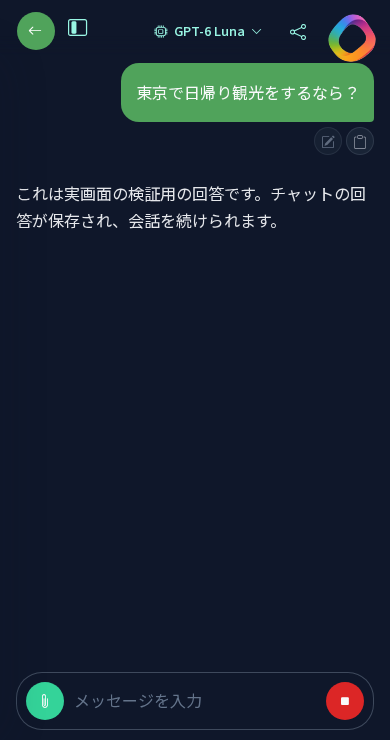 GPT-6 Luna
東京で日帰り観光をするなら？
これは実画面の検証用の回答です。チャットの回
答が保存され、会話を続けられます。
メッセージを入力